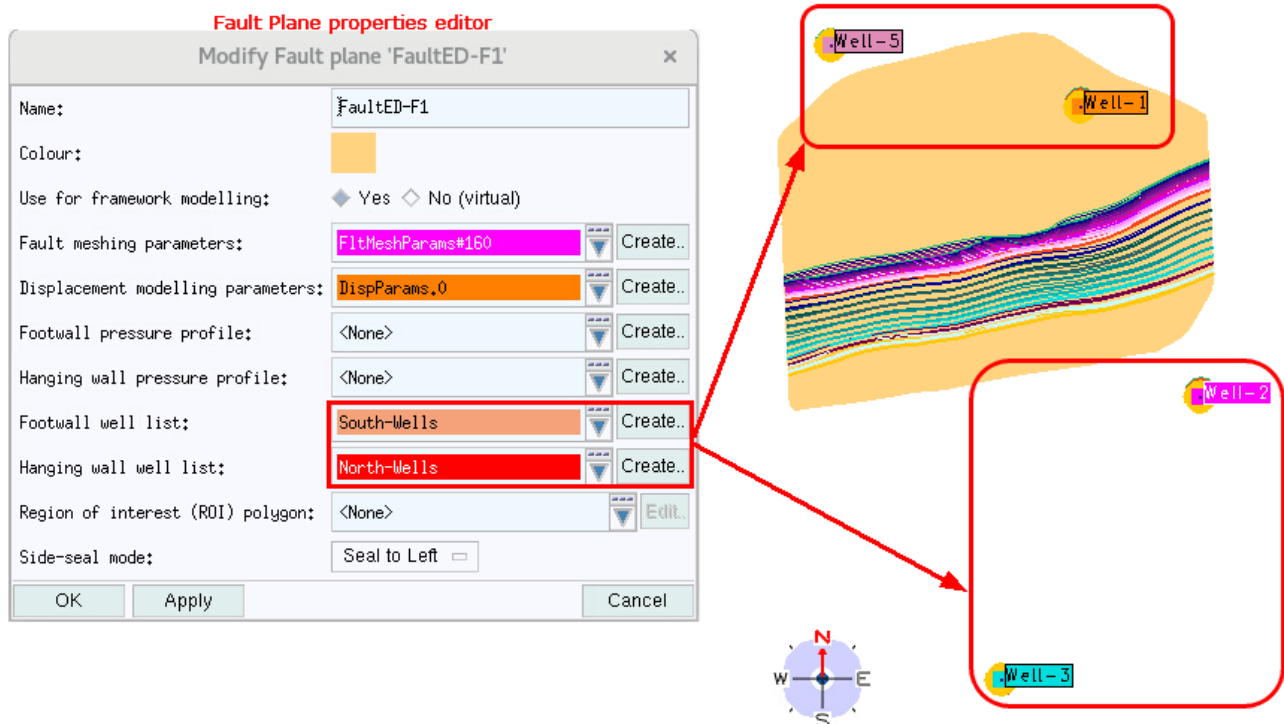 Fault Plane properties editor
Modify Fault plane 'FaultED-F1' ×
Name: FaultED-F1
Colour:
Use for framework modelling: Yes No (virtual)
Fault meshing parameters: FltMeshParams#160 Create..
Displacement modelling parameters: DispParams.0 Create..
Footwall pressure profile: <None> Create..
Hanging wall pressure profile: <None> Create..
Footwall well list: South-Wells Create..
Hanging wall well list: North-Wells Create..
Region of interest (ROI) polygon: <None> Edit..
Side-seal mode: Seal to Left
OK Apply Cancel
Well-5
Well-1
Well-2
Well-3
N
W E
S